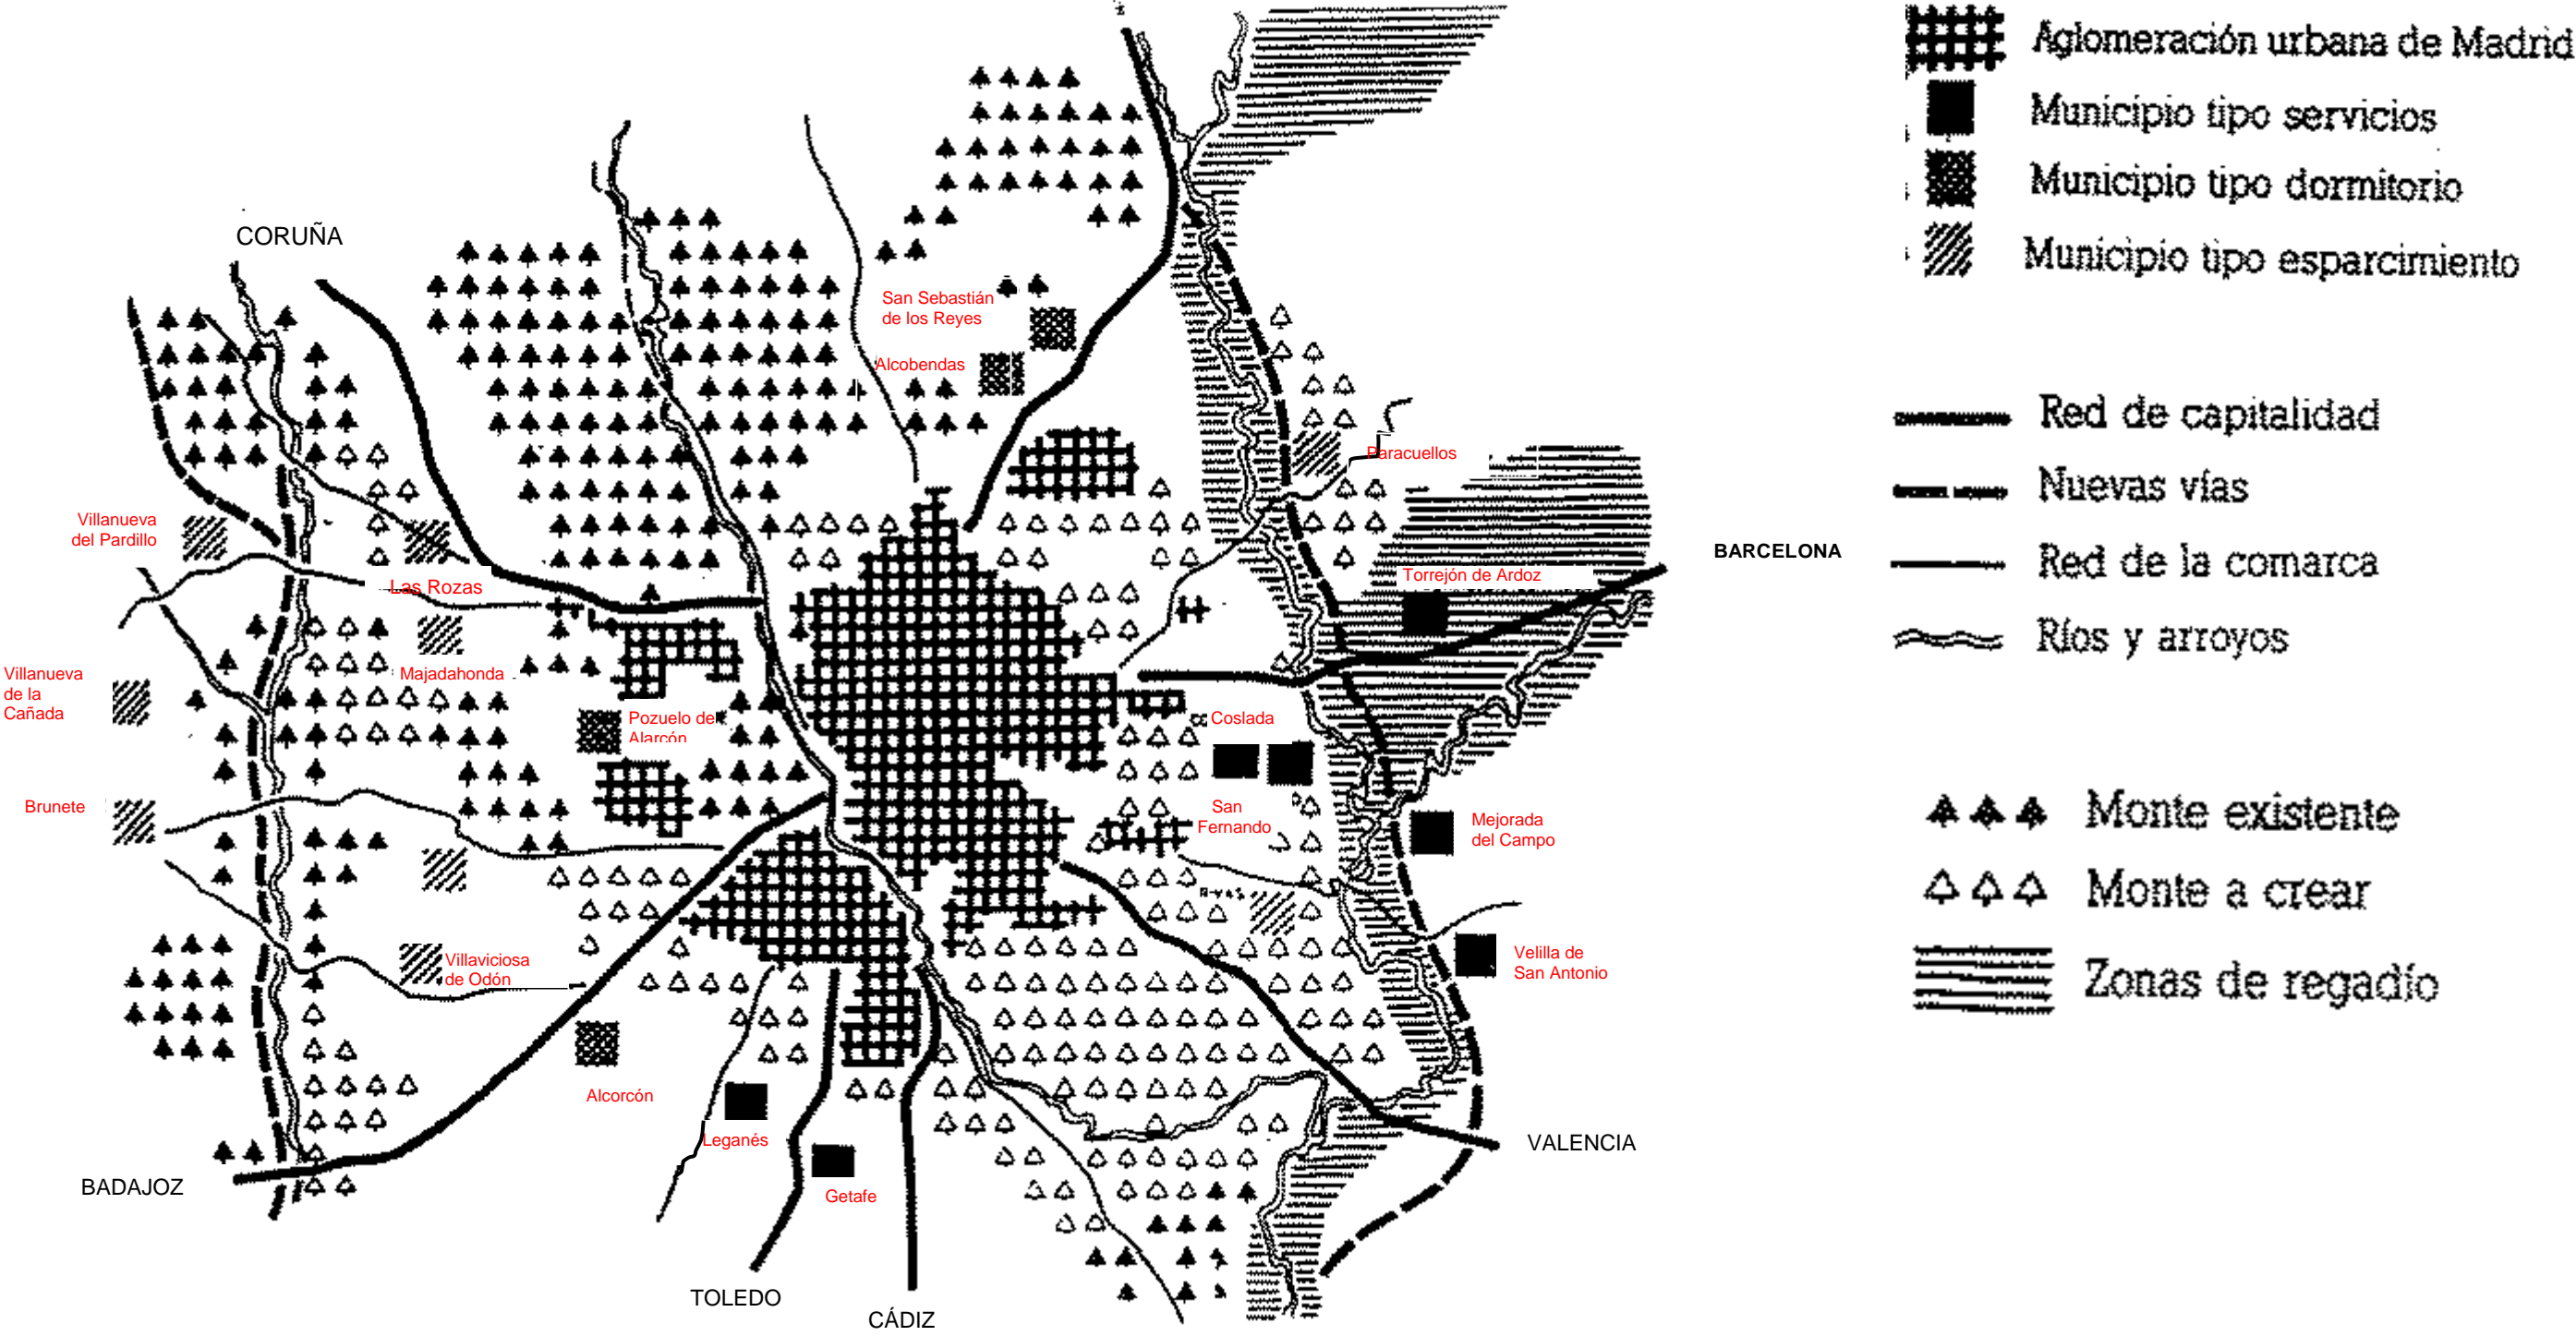 Aglomeración urbana de Madrid
Municipio tipo servicios
Municipio tipo dormitorio
Municipio tipo esparcimiento
Red de capitalidad
Nuevas vías
Red de la comarca
Ríos y arroyos
Monte existente
Monte a crear
Zonas de regadío
CORUÑA
San Sebastián
de los Reyes
Alcobendas
Paracuellos
Villanueva
del Pardillo
BARCELONA
Las Rozas
Torrejón de Ardoz
Villanueva
de la
Cañada
Majadahonda
Pozuelo de
Alarcón
Coslada
Brunete
San
Fernando
Mejorada
del Campo
Villaviciosa
de Odón
Velilla de
San Antonio
Alcorcón
Leganés
Getafe
VALENCIA
BADAJOZ
TOLEDO
CÁDIZ